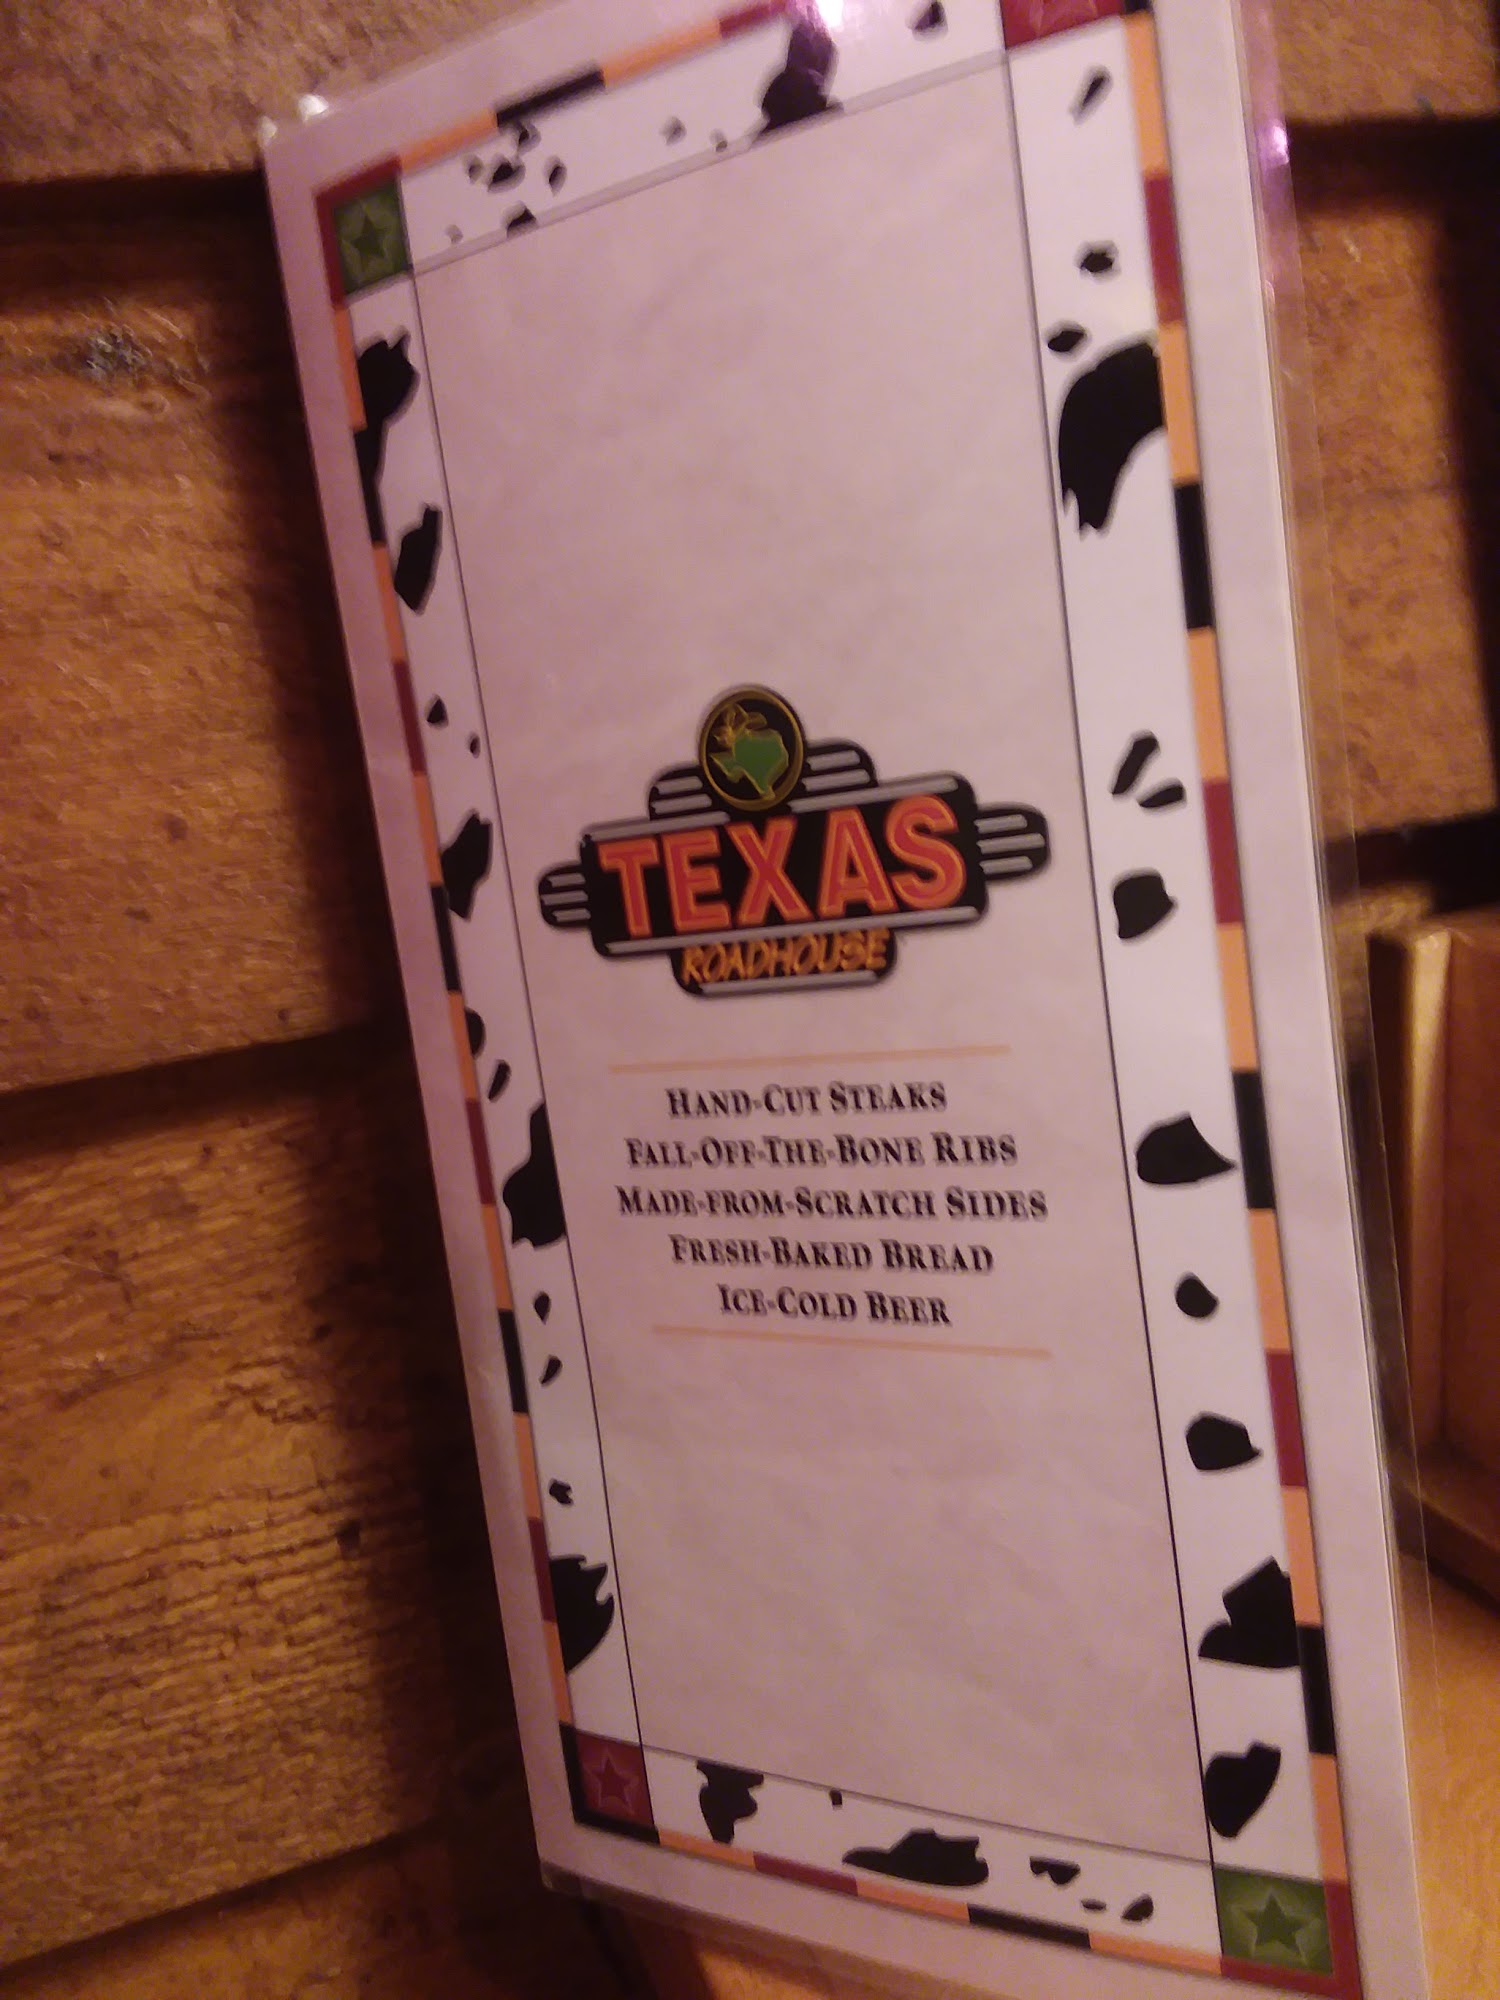 TEXAS
ROADHOUSE
HAND-CUT STEAKS
FALL-OFF-THE-BONE RIBS
MADE-FROM-SCRATCH SIDES
FRESH-BAKED BREAD
ICE-COLD BEER